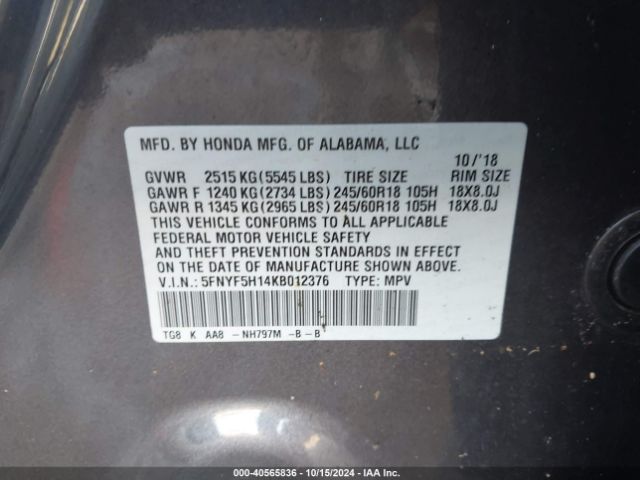 MFD. BY HONDA MFG. OF ALABAMA, LLC
10/'18
GVWR 2515 KG (5545 LBS) TIRE SIZE RIM SIZE
GAWR F 1240 KG (2734 LBS) 245/60R18 105H 18X8.0J
GAWR R 1345 KG (2965 LBS) 245/60R18 105H 18X8.0J
THIS VEHICLE CONFORMS TO ALL APPLICABLE
FEDERAL MOTOR VEHICLE SAFETY
AND THEFT PREVENTION STANDARDS IN EFFECT
ON THE DATE OF MANUFACTURE SHOWN ABOVE.
V.I.N.: 5FNYF5H14KB012376 TYPE: MPV
TG8 K AA8 -NH797M -B-B
000-40565836 - 10/15/2024 - IAA Inc.